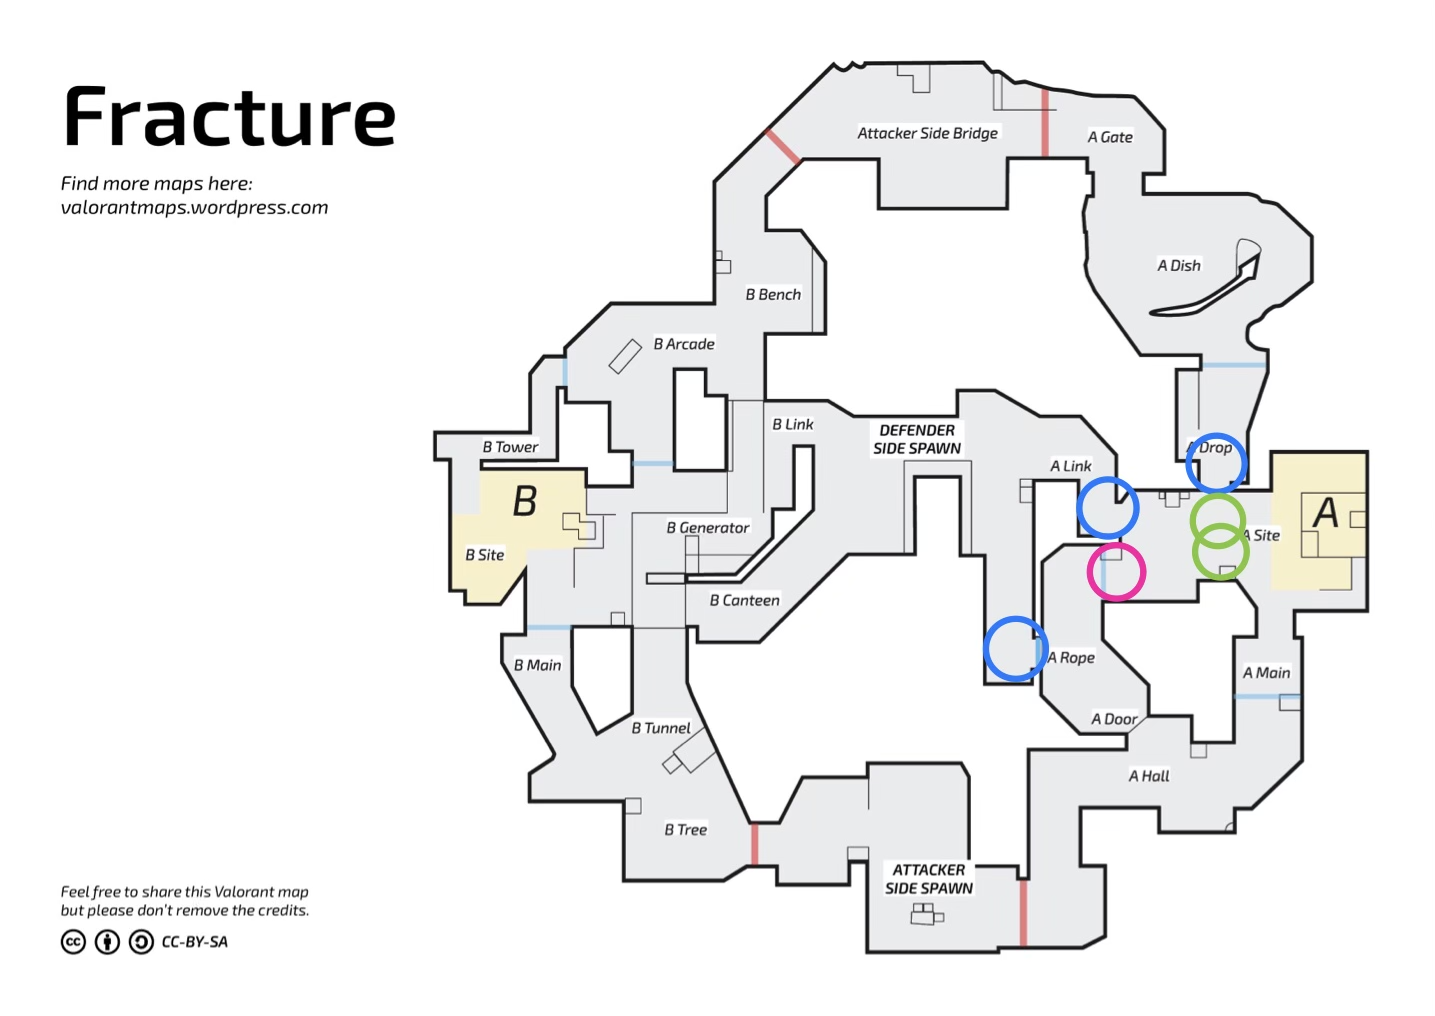 Fracture
Find more maps here:
valorantmaps.wordpress.com
Attacker Side Bridge
A Gate
A Dish
B Bench
B Arcade
B Link
DEFENDER
SIDE SPAWN
A Link
A Drop
B Tower
B
A
B Site
B Generator
A Site
B Canteen
B Main
A Rope
A Main
B Tunnel
A Door
A Hall
B Tree
ATTACKER
SIDE SPAWN
Feel free to share this Valorant map
but please don't remove the credits.
cc CC-BY-SA